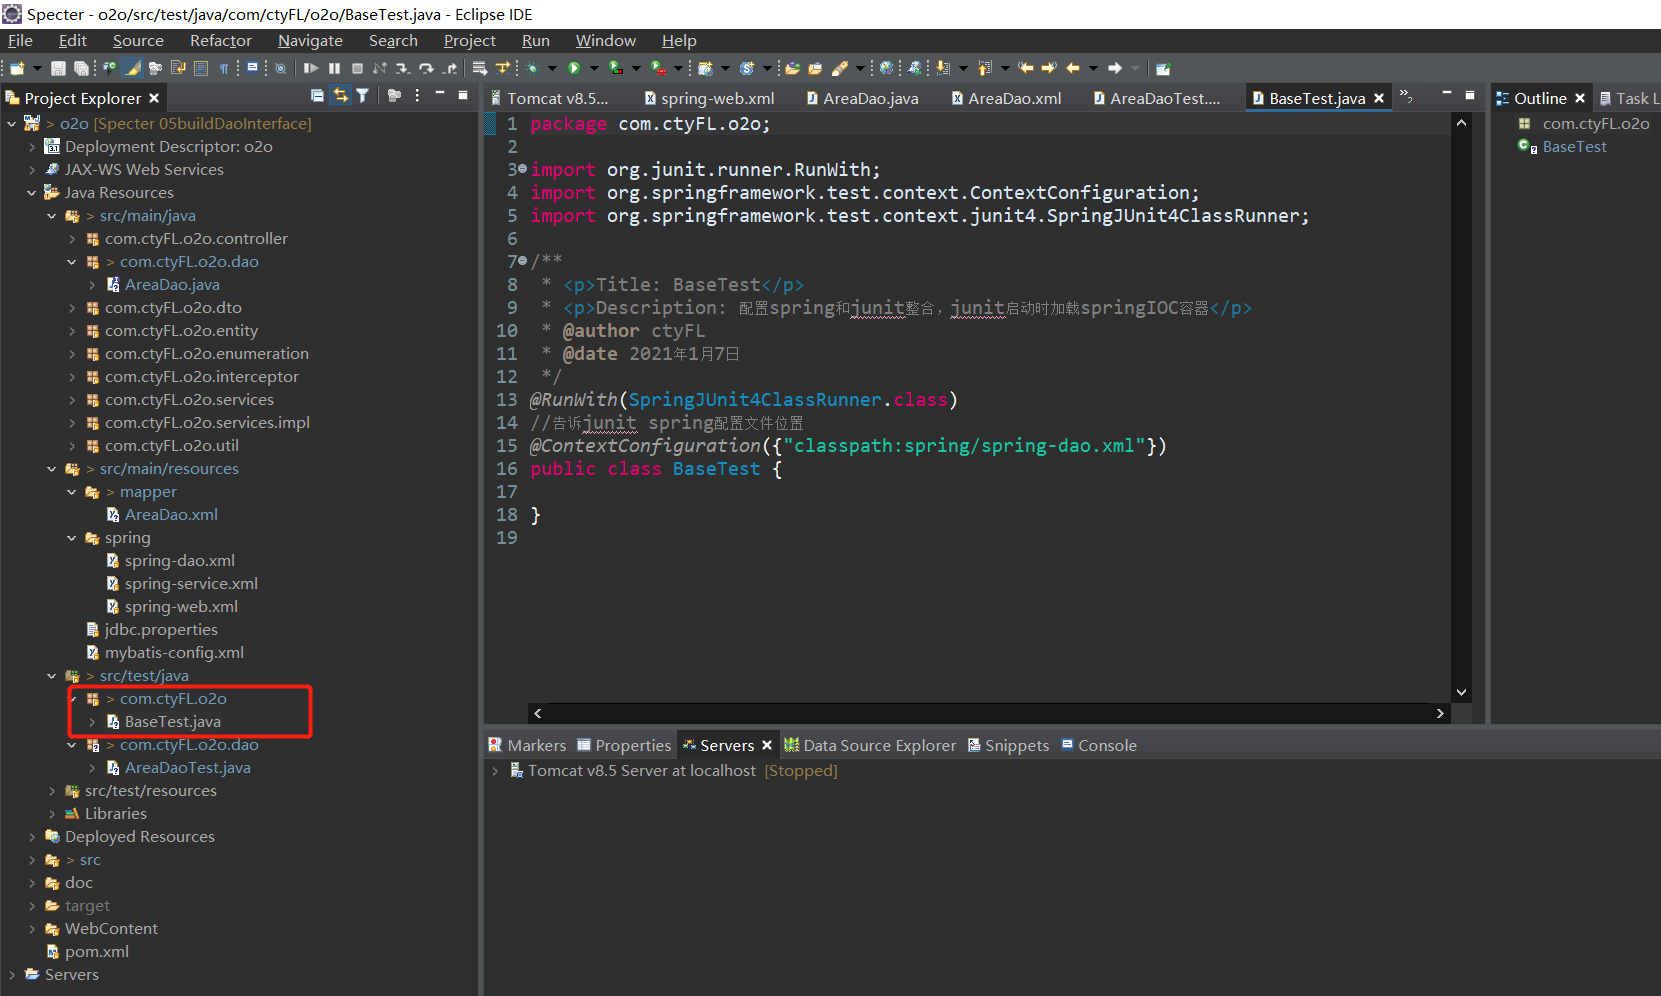 Specter - o2o/src/test/java/com/ctyFL/o2o/BaseTest.java - Eclipse IDE
File Edit Source Refactor Navigate Search Project Run Window Help
Project Explorer
> o2o [Specter 05buildDaoInterface]
Deployment Descriptor: o2o
JAX-WS Web Services
Java Resources
> src/main/java
com.ctyFL.o2o.controller
> com.ctyFL.o2o.dao
AreaDao.java
com.ctyFL.o2o.dto
com.ctyFL.o2o.entity
com.ctyFL.o2o.enumeration
com.ctyFL.o2o.interceptor
com.ctyFL.o2o.services
com.ctyFL.o2o.services.impl
com.ctyFL.o2o.util
> src/main/resources
> mapper
AreaDao.xml
spring
spring-dao.xml
spring-service.xml
spring-web.xml
jdbc.properties
mybatis-config.xml
> src/test/java
> com.ctyFL.o2o
BaseTest.java
> com.ctyFL.o2o.dao
AreaDaoTest.java
src/test/resources
Libraries
Deployed Resources
> src
doc
target
WebContent
pom.xml
Servers
Tomcat v8.5... spring-web.xml AreaDao.java AreaDao.xml AreaDaoTest.... BaseTest.java
1 package com.ctyFL.o2o;
2
3 import org.junit.runner.RunWith;
4 import org.springframework.test.context.ContextConfiguration;
5 import org.springframework.test.context.junit4.SpringJUnit4ClassRunner;
6
7 /**
8 * <p>Title: BaseTest</p>
9 * <p>Description: 配置spring和junit整合，junit启动时加载springIOC容器</p>
10 * @author ctyFL
11 * @date 2021年1月7日
12 */
13 @RunWith(SpringJUnit4ClassRunner.class)
14 //告诉junit spring配置文件位置
15 @ContextConfiguration({"classpath:spring/spring-dao.xml"})
16 public class BaseTest {
17
18 }
19
Outline Task L
com.ctyFL.o2o
BaseTest
Markers Properties Servers Data Source Explorer Snippets Console
Tomcat v8.5 Server at localhost [Stopped]